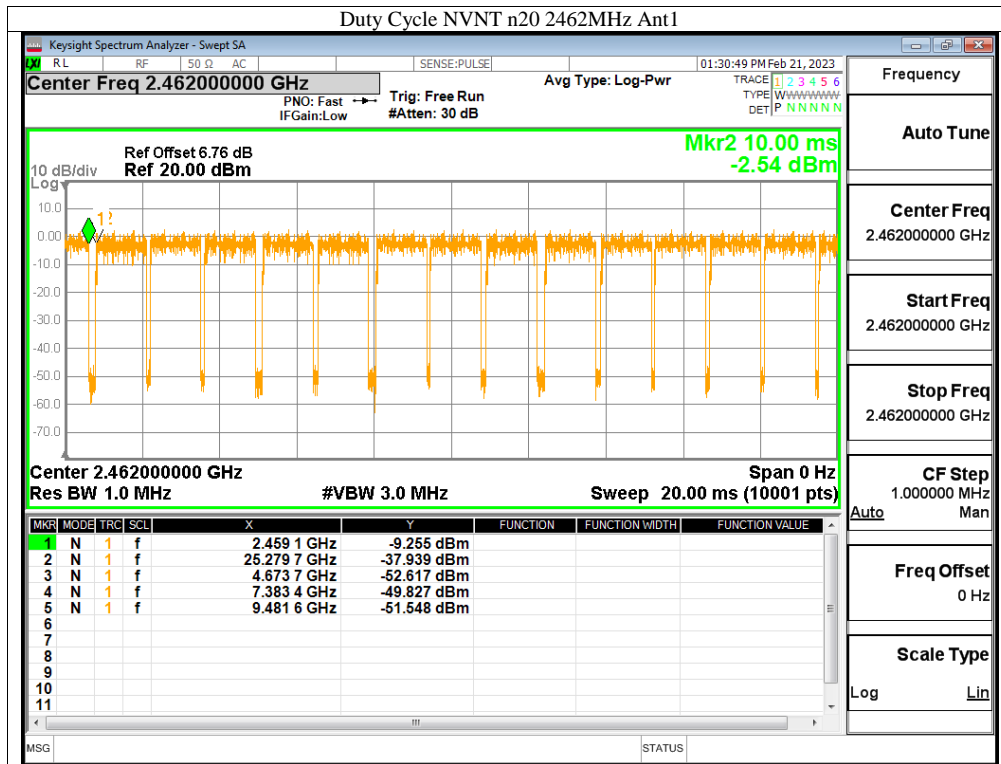 Duty Cycle NVNT n20 2462MHz Ant1
Keysight Spectrum Analyzer - Swept SA
LXI RL RF 50 Ω AC SENSE:PULSE 01:30:49 PM Feb 21, 2023
Center Freq 2.462000000 GHz Avg Type: Log-Pwr TRACE 1 2 3 4 5 6
PNO: Fast Trig: Free Run TYPE W W W W W W
IFGain:Low #Atten: 30 dB DET P N N N N N
Mkr2 10.00 ms
-2.54 dBm
Ref Offset 6.76 dB
10 dB/div Ref 20.00 dBm
Log
10.0
1
0.00
-10.0
-20.0
-30.0
-40.0
-50.0
-60.0
-70.0
Center 2.462000000 GHz Span 0 Hz
Res BW 1.0 MHz #VBW 3.0 MHz Sweep 20.00 ms (10001 pts)
MKR MODE TRC SCL X Y FUNCTION FUNCTION WIDTH FUNCTION VALUE
1 N 1 f 2.459 1 GHz -9.255 dBm
2 N 1 f 25.279 7 GHz -37.939 dBm
3 N 1 f 4.673 7 GHz -52.617 dBm
4 N 1 f 7.383 4 GHz -49.827 dBm
5 N 1 f 9.481 6 GHz -51.548 dBm
6
7
8
9
10
11
MSG STATUS
Frequency
Auto Tune
Center Freq
2.462000000 GHz
Start Freq
2.462000000 GHz
Stop Freq
2.462000000 GHz
CF Step
1.000000 MHz
Auto Man
Freq Offset
0 Hz
Scale Type
Log Lin